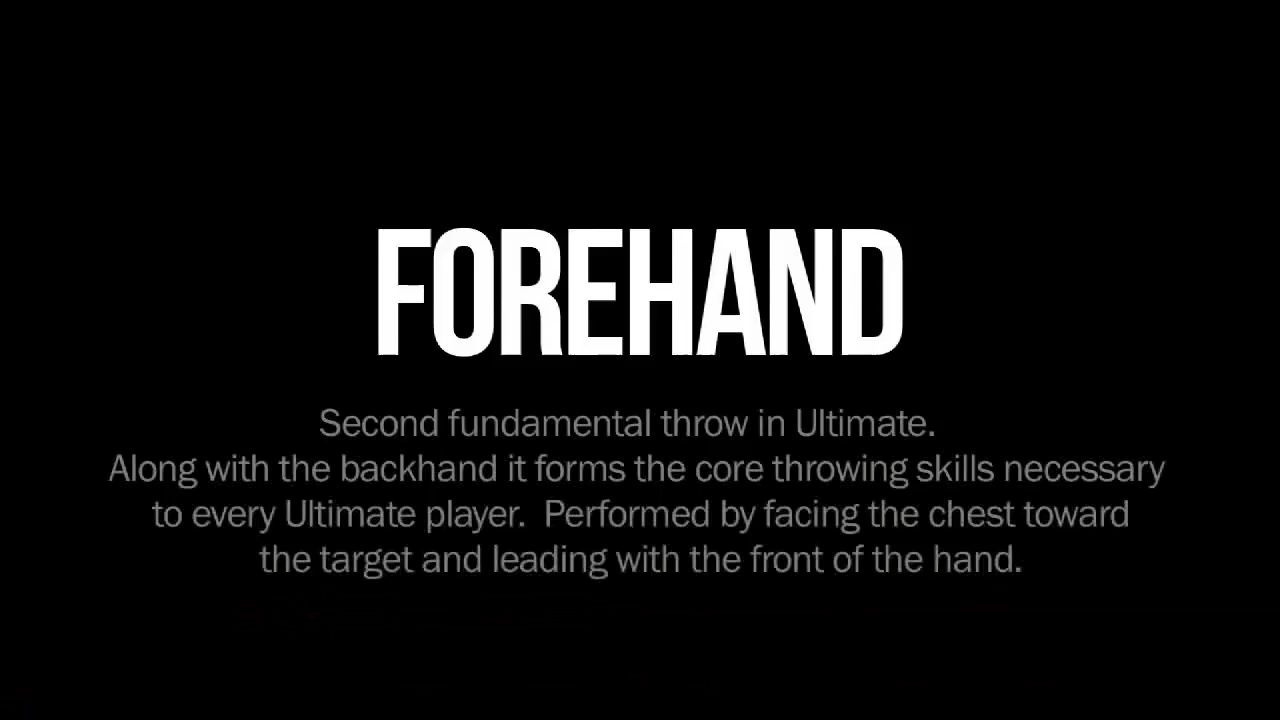 FOREHAND
Second fundamental throw in Ultimate.
Along with the backhand it forms the core throwing skills necessary
to every Ultimate player.  Performed by facing the chest toward
the target and leading with the front of the hand.